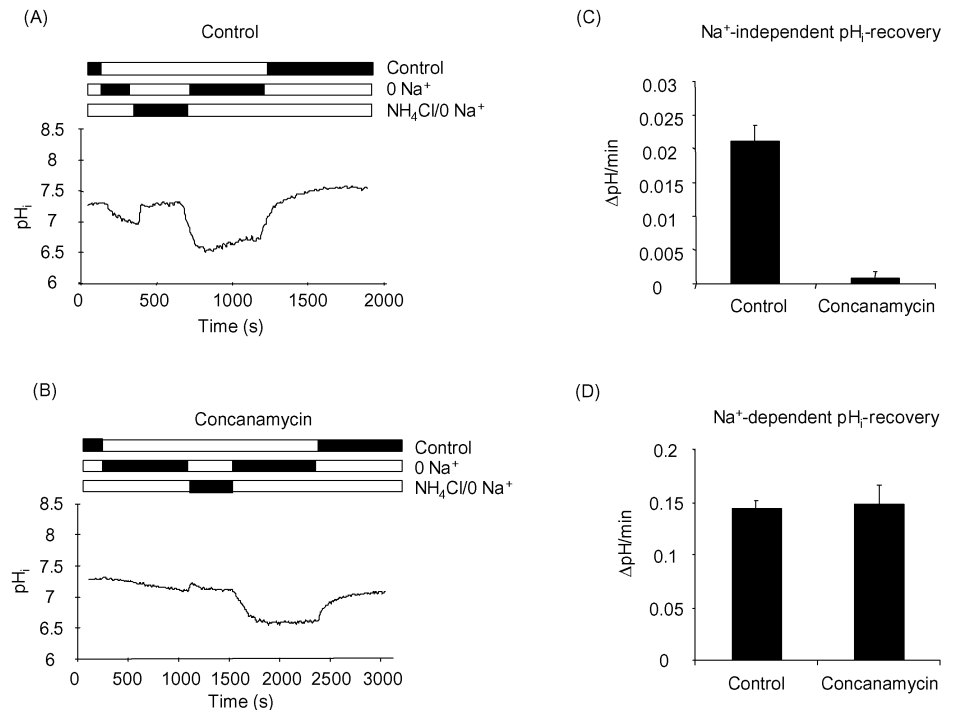 (A)
Control
Control
0 Na⁺
NH₄Cl/0 Na⁺
8.5
8
7.5
7
6.5
6
pHᵢ
0 500 1000 1500 2000
Time (s)
(B)
Concanamycin
Control
0 Na⁺
NH₄Cl/0 Na⁺
8.5
8
7.5
7
6.5
6
pHᵢ
0 500 1000 1500 2000 2500 3000
Time (s)
(C)
Na⁺-independent pHᵢ-recovery
0.03
0.025
0.02
0.015
0.01
0.005
0
ΔpH/min
Control Concanamycin
(D)
Na⁺-dependent pHᵢ-recovery
0.2
0.15
0.1
0.05
0
ΔpH/min
Control Concanamycin